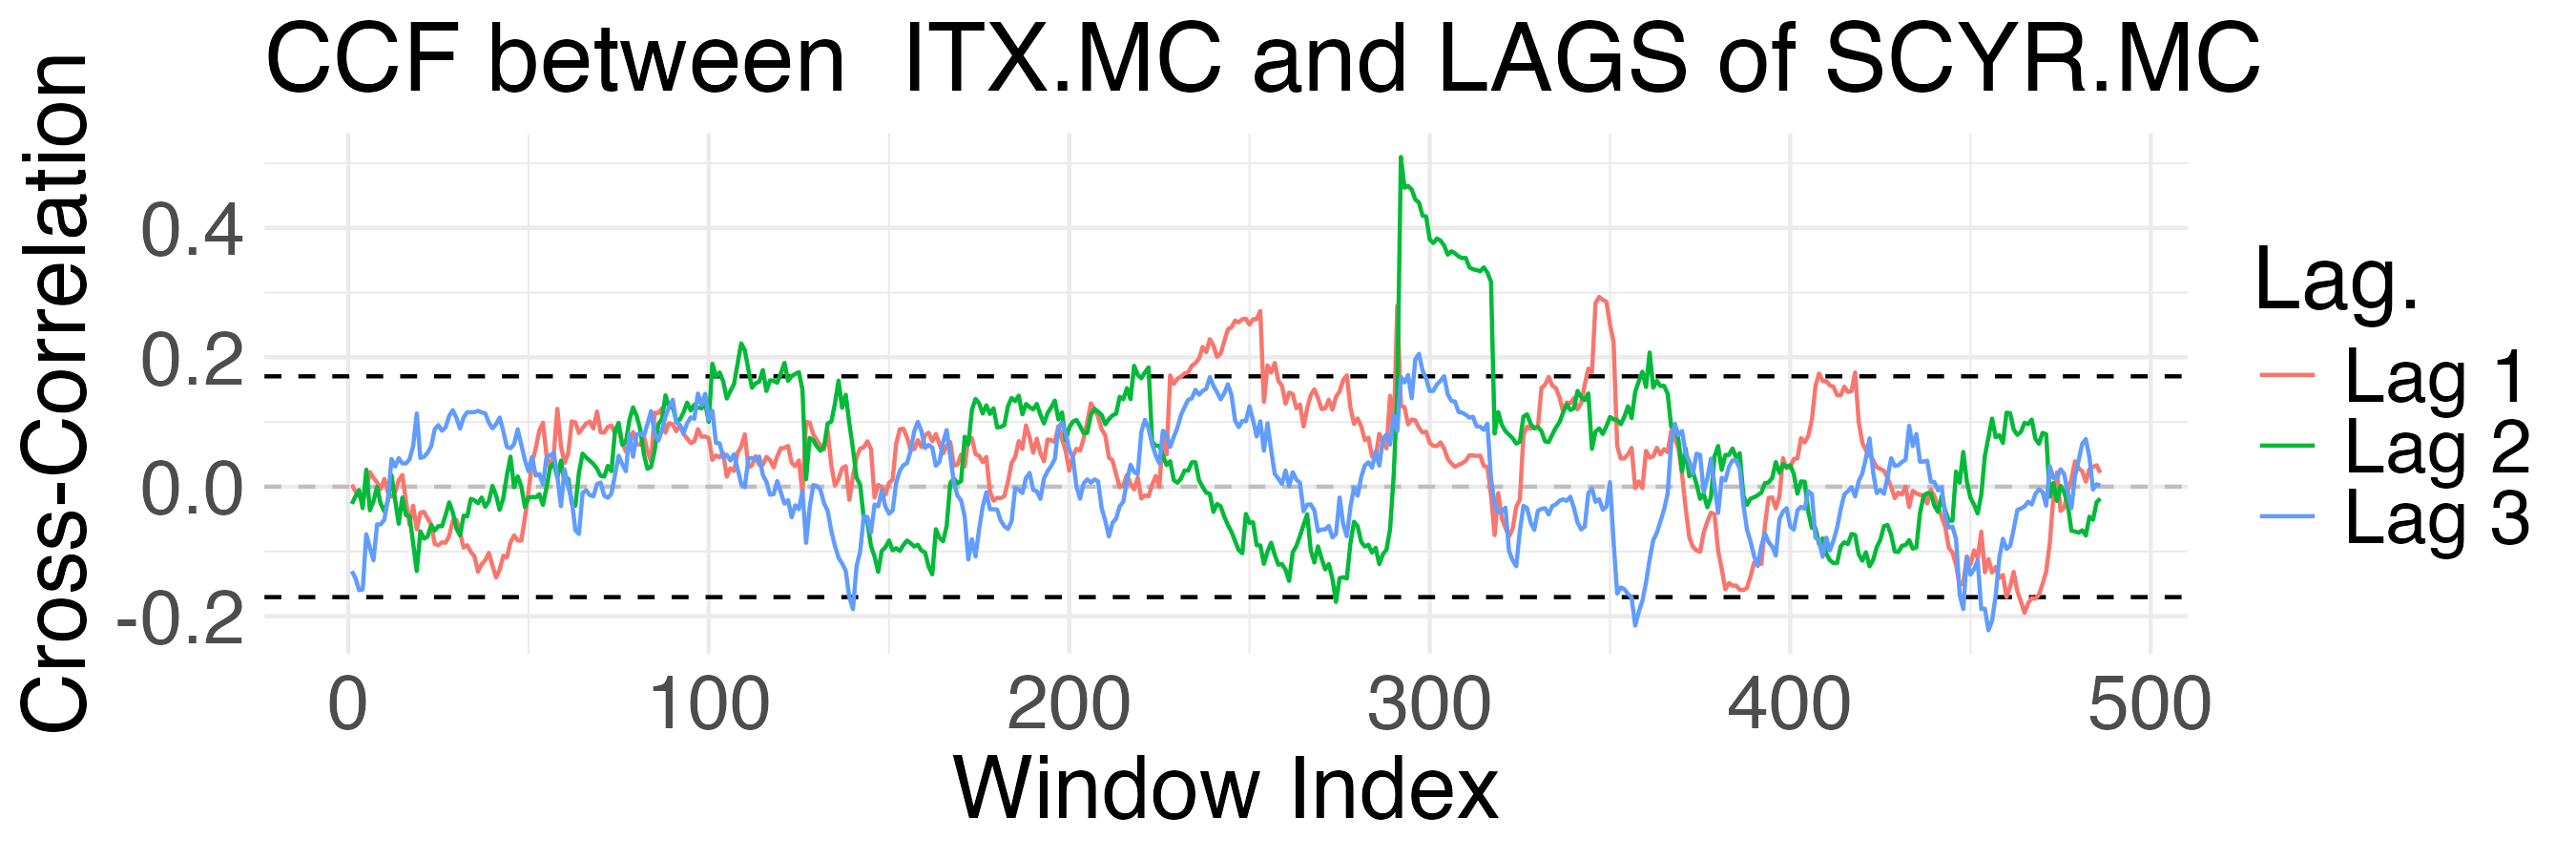 CCF between  ITX.MC and LAGS of SCYR.MC
Cross-Correlation
0.4
0.2
0.0
-0.2
0
100
200
300
400
500
Window Index
Lag.
Lag 1
Lag 2
Lag 3